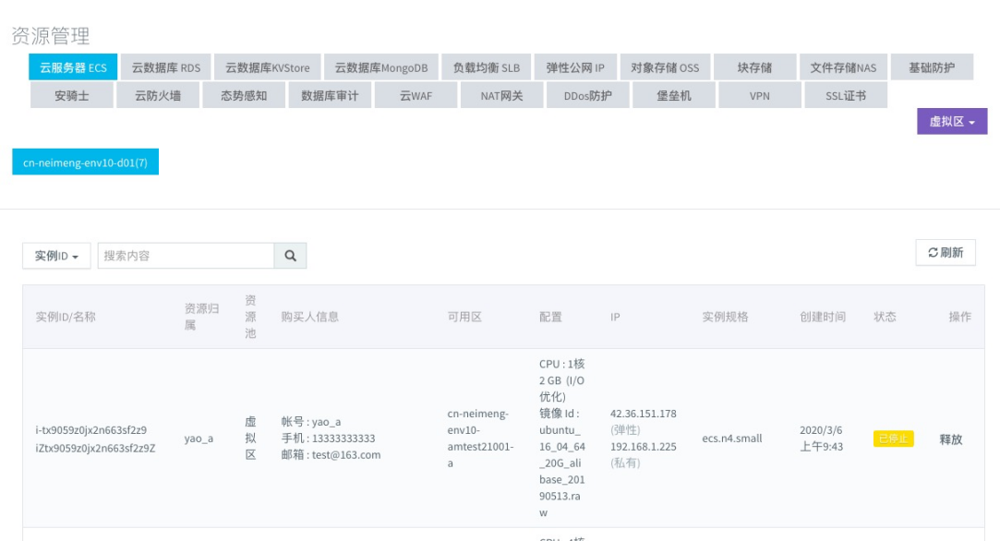 资源管理
云服务器 ECS 云数据库 RDS 云数据库KVStore 云数据库MongoDB 负载均衡 SLB 弹性公网 IP 对象存储 OSS 块存储 文件存储NAS 基础防护
安骑士 云防火墙 态势感知 数据库审计 云WAF NAT网关 DDos防护 堡垒机 VPN SSL证书
虚拟区
cn-neimeng-env10-d01(7)
实例ID 搜索内容 刷新
实例ID/名称 资源归属 资源池 购买人信息 可用区 配置 IP 实例规格 创建时间 状态 操作
i-tx9059z0jx2n663sf2z9
iZtx9059z0jx2n663sf2z9Z
yao_a
虚
拟
区
帐号 : yao_a
手机 : 13333333333
邮箱 : test@163.com
cn-neimeng-
env10-
amtest21001-
a
CPU : 1核
2 GB (I/O
优化)
镜像 Id :
ubuntu_
16_04_64
_20G_ali
base_201
90513.ra
w
42.36.151.178
(弹性)
192.168.1.225
(私有)
ecs.n4.small
2020/3/6
上午9:43
已停止
释放